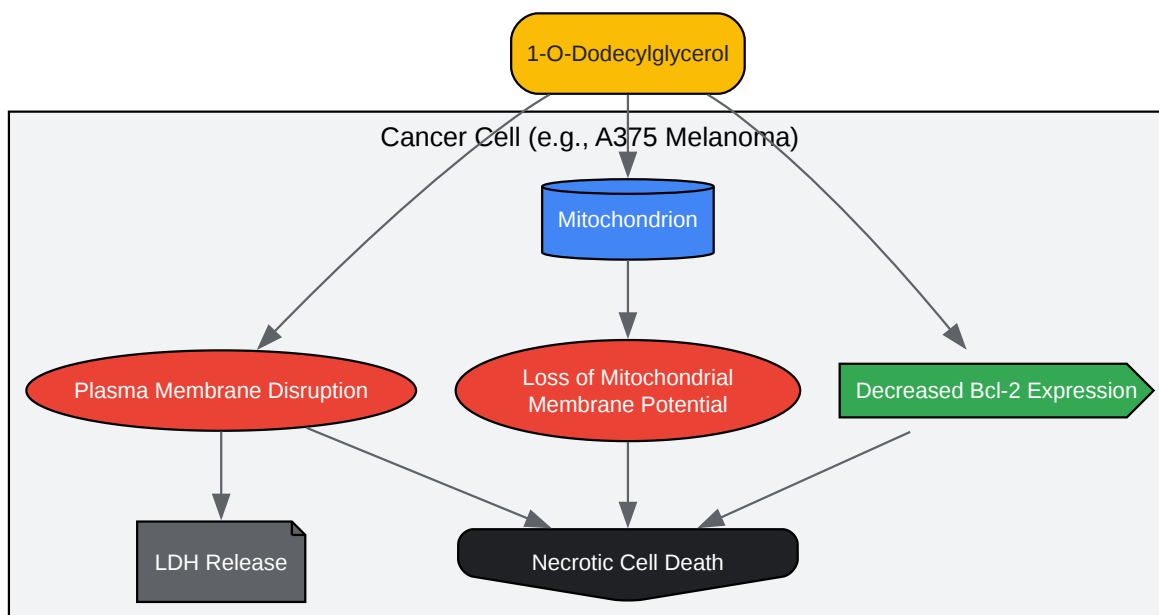 1-O-Dodecylglycerol
Cancer Cell (e.g., A375 Melanoma)
Mitochondrion
Plasma Membrane Disruption
Loss of Mitochondrial
Membrane Potential
Decreased Bcl-2 Expression
LDH Release
Necrotic Cell Death